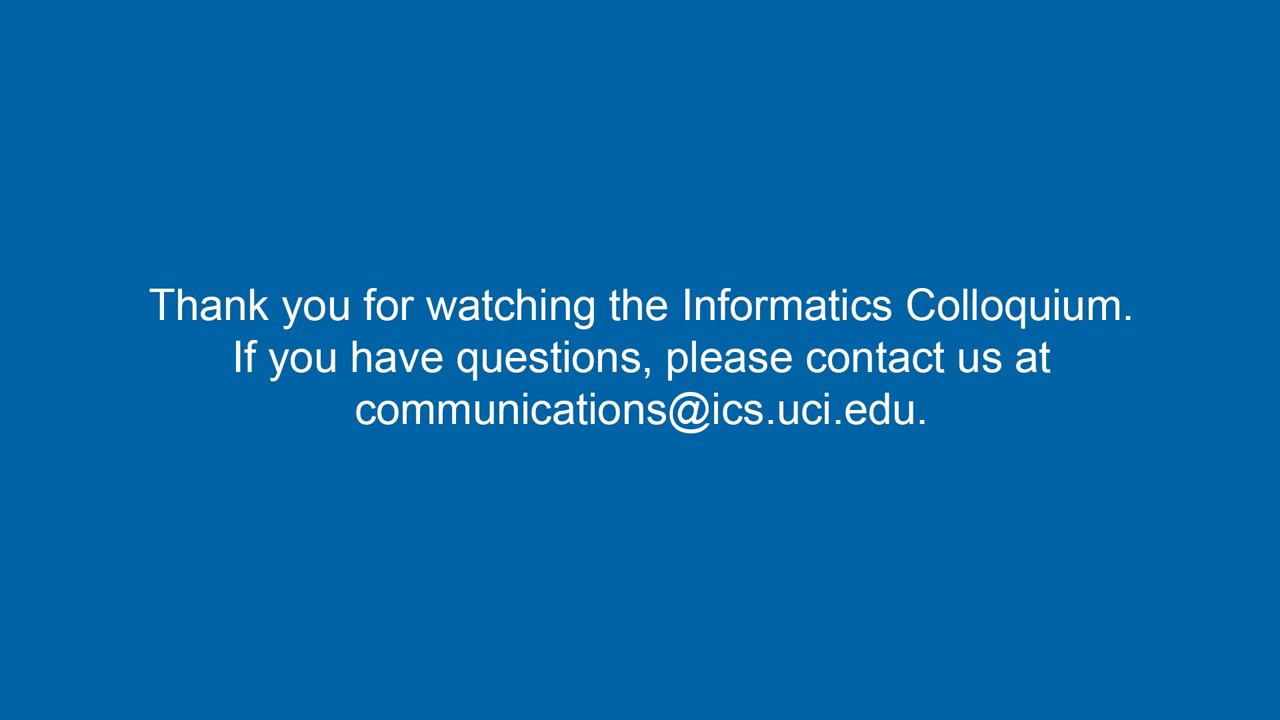 Thank you for watching the Informatics Colloquium.
If you have questions, please contact us at
communications@ics.uci.edu.